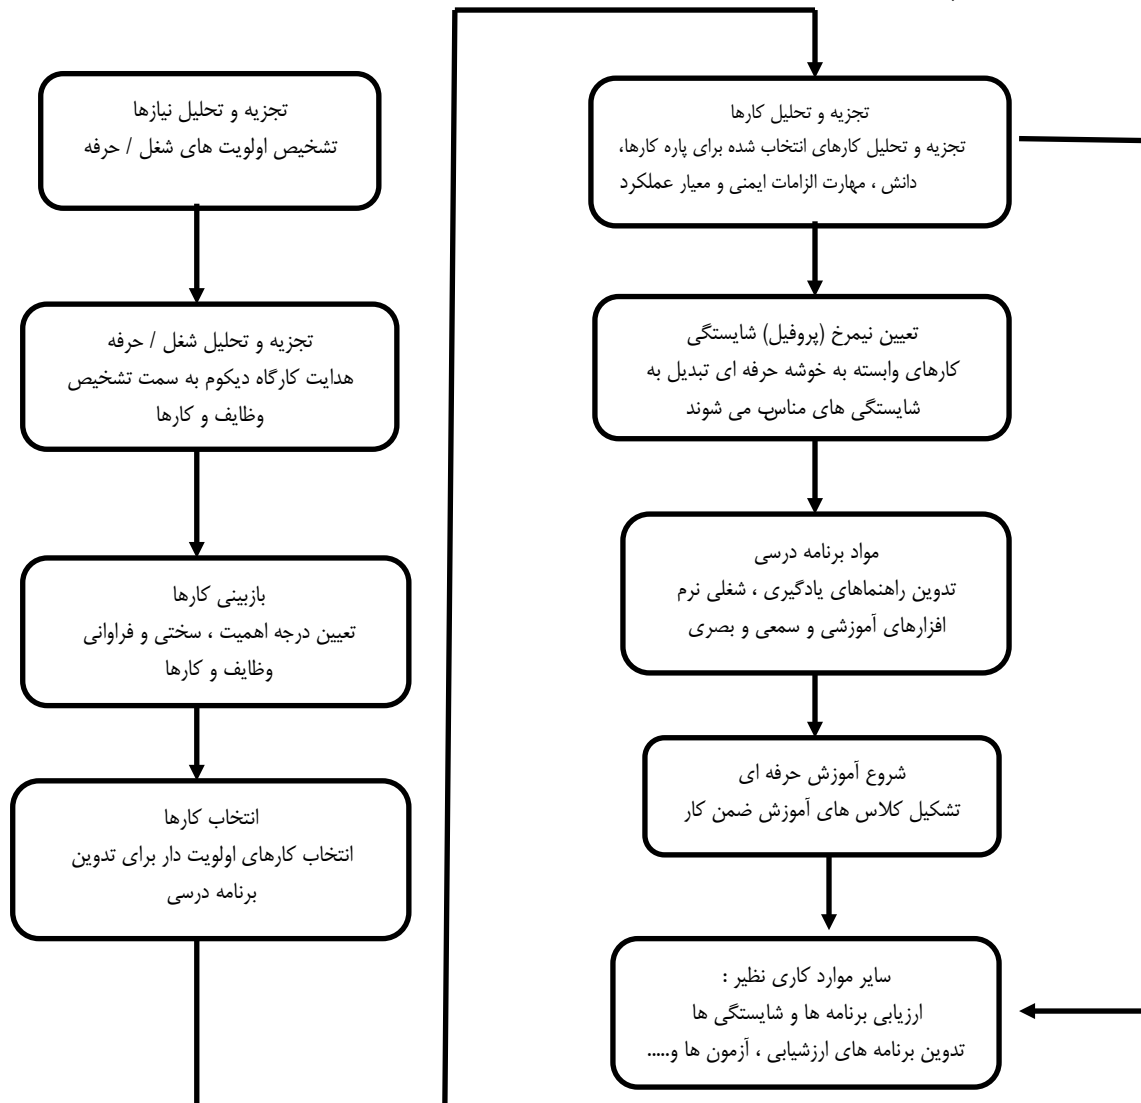 تجزیه و تحلیل نیازها
تشخیص اولویت های شغل / حرفه
تجزیه و تحلیل شغل / حرفه
هدایت کارگاه دیکوم به سمت تشخیص
وظایف و کارها
بازبینی کارها
تعیین درجه اهمیت ، سختی و فراوانی
وظایف و کارها
انتخاب کارها
انتخاب کارهای اولویت دار برای تدوین
برنامه درسی
تجزیه و تحلیل کارها
تجزیه و تحلیل کارهای انتخاب شده برای پاره کارها،
دانش ، مهارت الزامات ایمنی و معیار عملکرد
تعیین نیمرخ (پروفیل) شایستگی
کارهای وابسته به خوشه حرفه ای تبدیل به
شایستگی های مناسب می شوند
مواد برنامه درسی
تدوین راهنماهای یادگیری ، شغلی نرم
افزارهای آموزشی و سمعی و بصری
شروع آموزش حرفه ای
تشکیل کلاس های آموزش ضمن کار
سایر موارد کاری نظیر :
ارزیابی برنامه ها و شایستگی ها
تدوین برنامه های ارزشیابی ، آزمون ها و.....